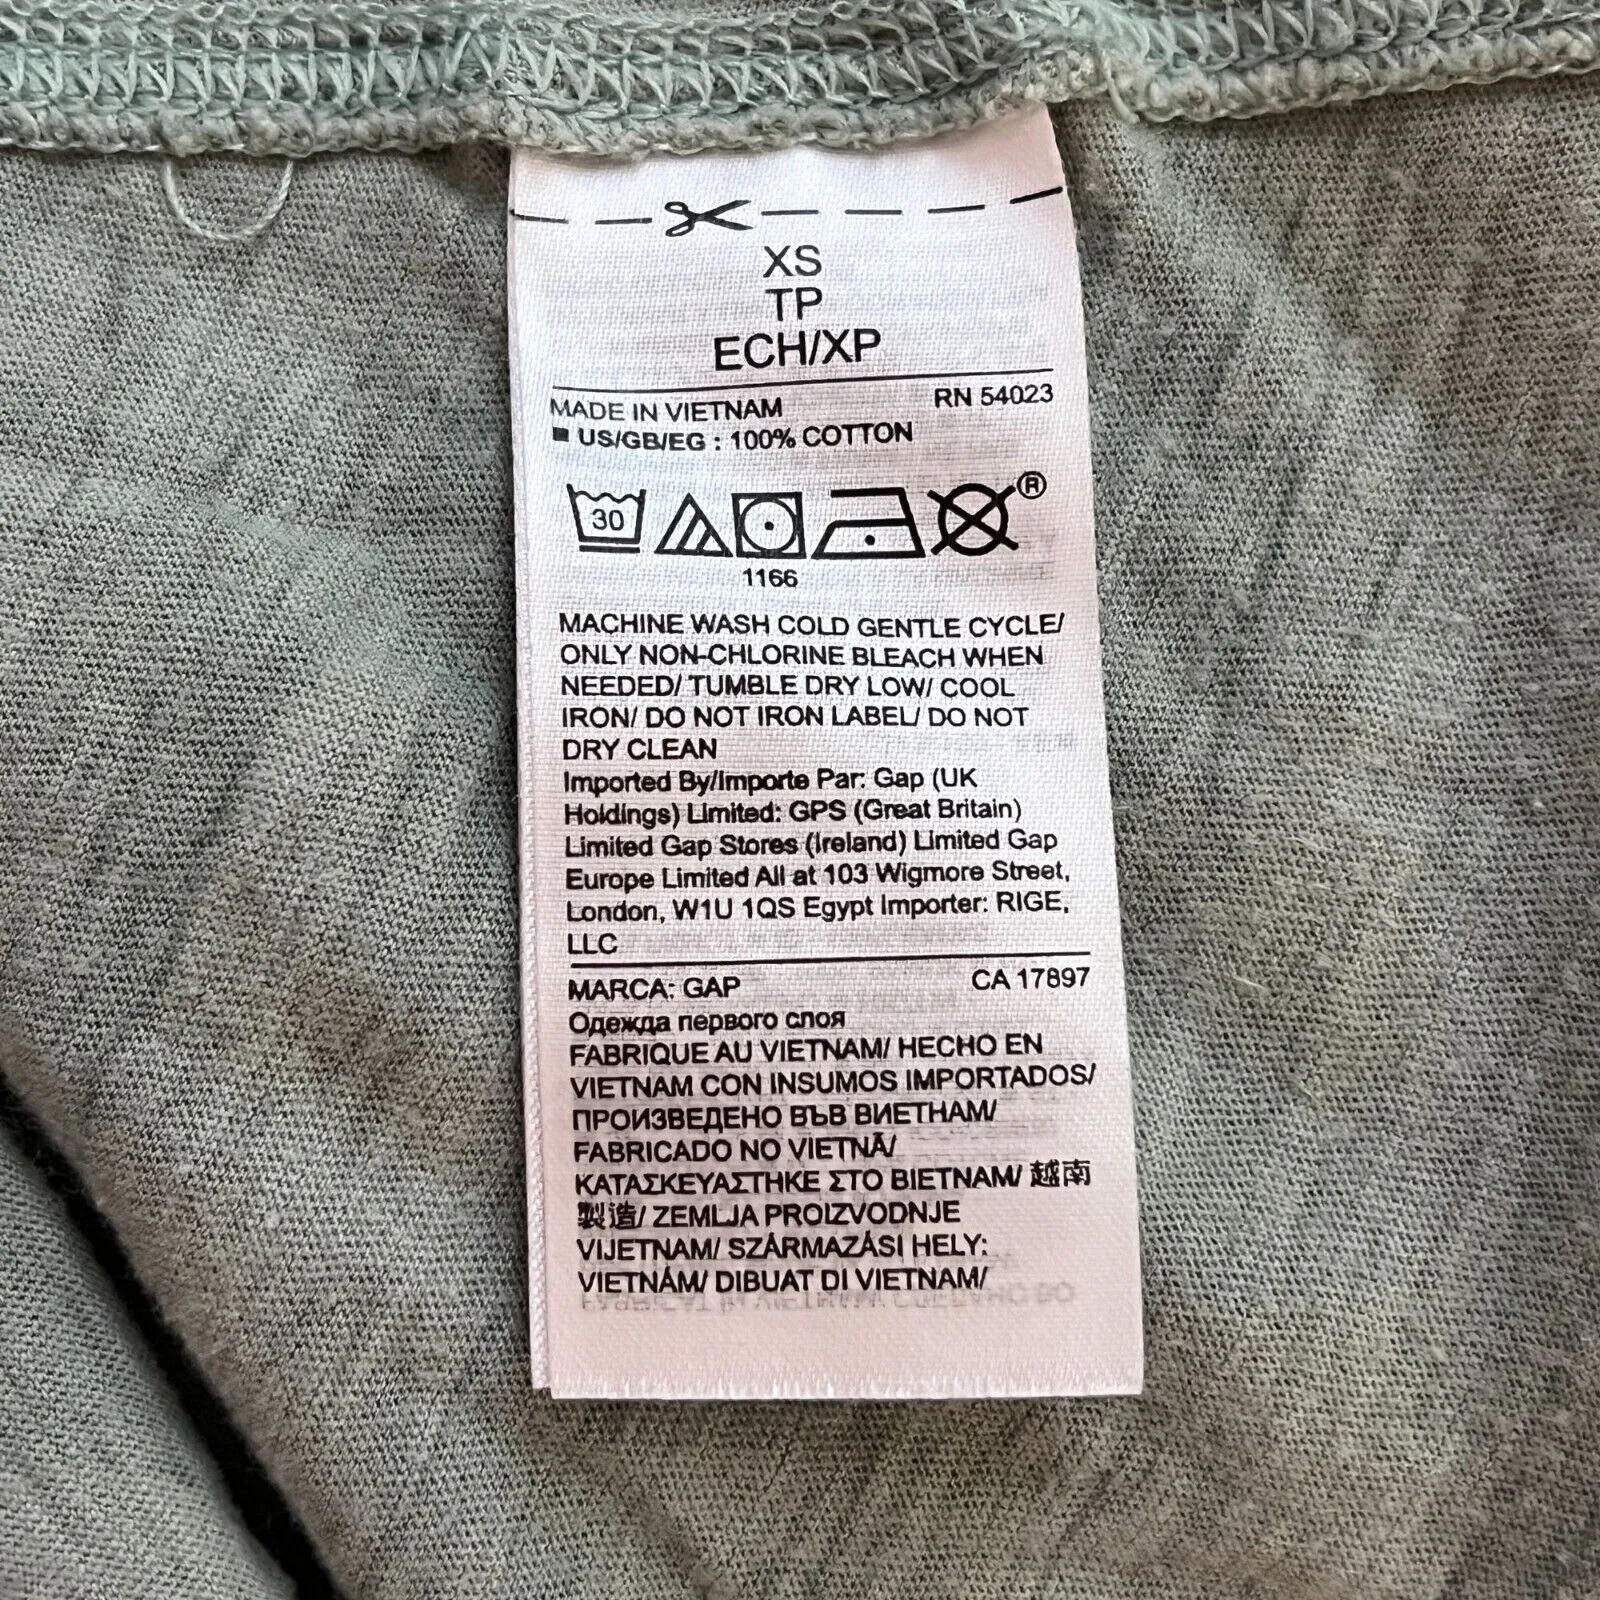 XS
TP
ECH/XP
MADE IN VIETNAM RN 54023
US/GB/EG : 100% COTTON
30
®
1166
MACHINE WASH COLD GENTLE CYCLE/
ONLY NON-CHLORINE BLEACH WHEN
NEEDED/ TUMBLE DRY LOW/ COOL
IRON/ DO NOT IRON LABEL/ DO NOT
DRY CLEAN
Imported By/Importe Par: Gap (UK
Holdings) Limited: GPS (Great Britain)
Limited Gap Stores (Ireland) Limited Gap
Europe Limited All at 103 Wigmore Street,
London, W1U 1QS Egypt Importer: RIGE,
LLC
MARCA: GAP CA 17897
Одежда первого слоя
FABRIQUE AU VIETNAM/ HECHO EN
VIETNAM CON INSUMOS IMPORTADOS/
ПРОИЗВЕДЕНО ВЪВ ВИЕТНАМ/
FABRICADO NO VIETNÃ/
ΚΑΤΑΣΚΕΥΑΣΤΗΚΕ ΣΤΟ ΒΙΕΤΝΑΜ/ 越南
製造/ ZEMLJA PROIZVODNJE
VIJETNAM/ SZÁRMAZÁSI HELY:
VIETNÁM/ DIBUAT DI VIETNAM/